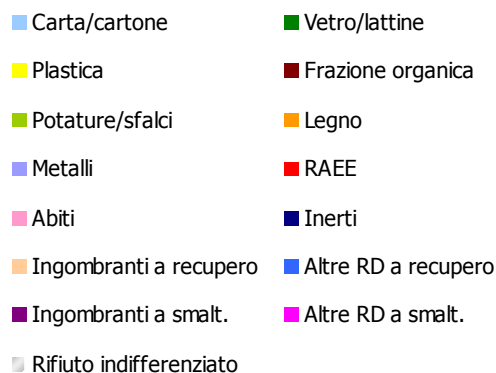 Carta/cartone
Vetro/lattine
Plastica
Frazione organica
Potature/sfalci
Legno
Metalli
RAEE
Abiti
Inerti
Ingombranti a recupero
Altre RD a recupero
Ingombranti a smalt.
Altre RD a smalt.
Rifiuto indifferenziato